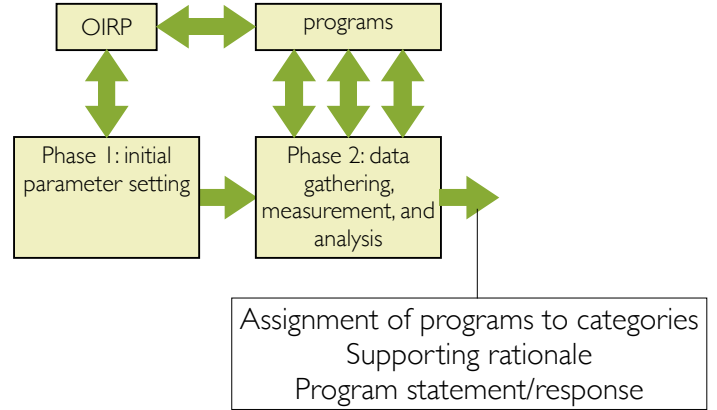 OIRP
programs
Phase 1: initial
parameter setting
Phase 2: data
gathering,
measurement, and
analysis
Assignment of programs to categories
Supporting rationale
Program statement/response